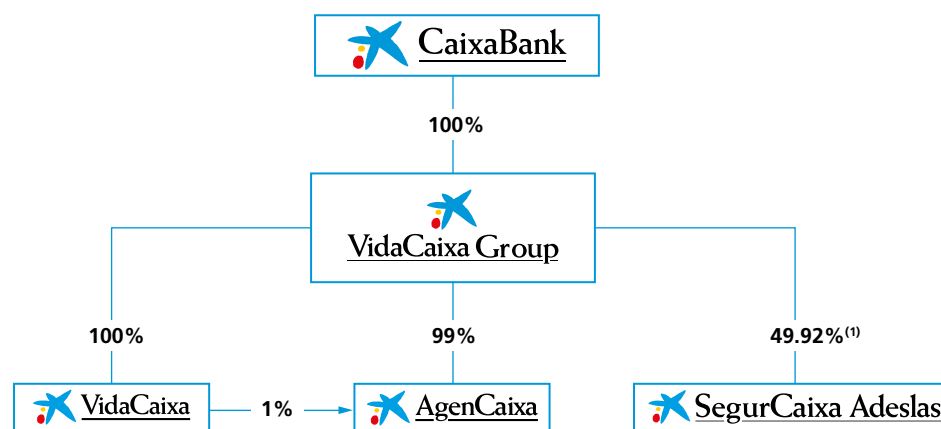 CaixaBank
100%
VidaCaixa Group
100%
99%
49.92%(1)
VidaCaixa
1%
AgenCaixa
SegurCaixa Adeslas